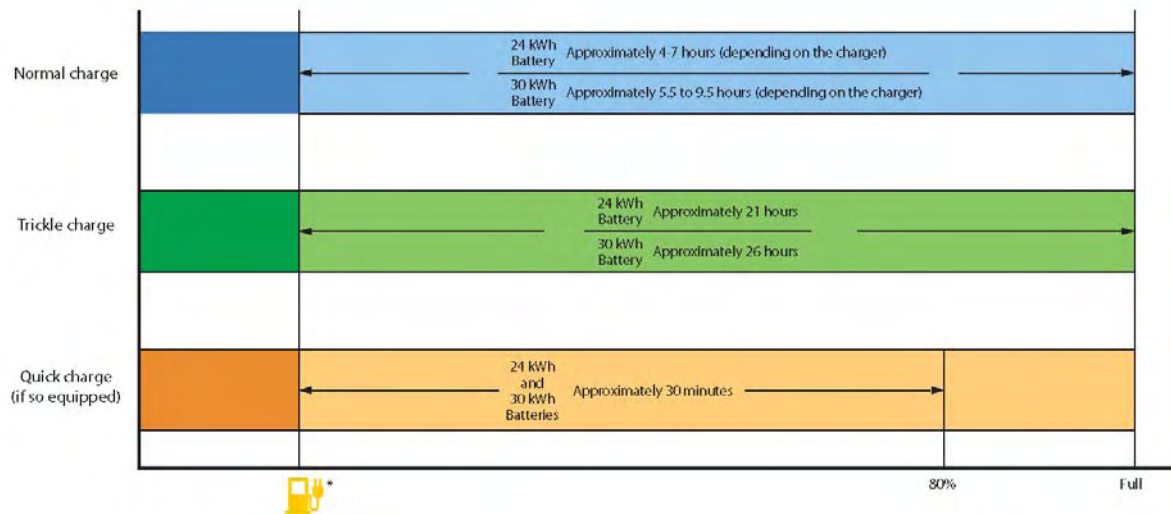 Normal charge
24 kWh
Battery
Approximately 4-7 hours (depending on the charger)
30 kWh
Battery
Approximately 5.5 to 9.5 hours (depending on the charger)
Trickle charge
24 kWh
Battery
Approximately 21 hours
30 kWh
Battery
Approximately 26 hours
Quick charge
(if so equipped)
24 kWh
and
30 kWh
Batteries
Approximately 30 minutes
*
80%
Full